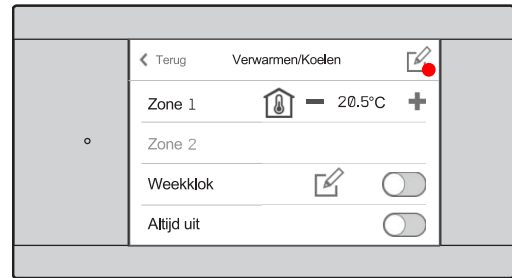 Terug Verwarmen/Koelen
Zone 1 20.5°C
Zone 2
Weekklok
Altijd uit